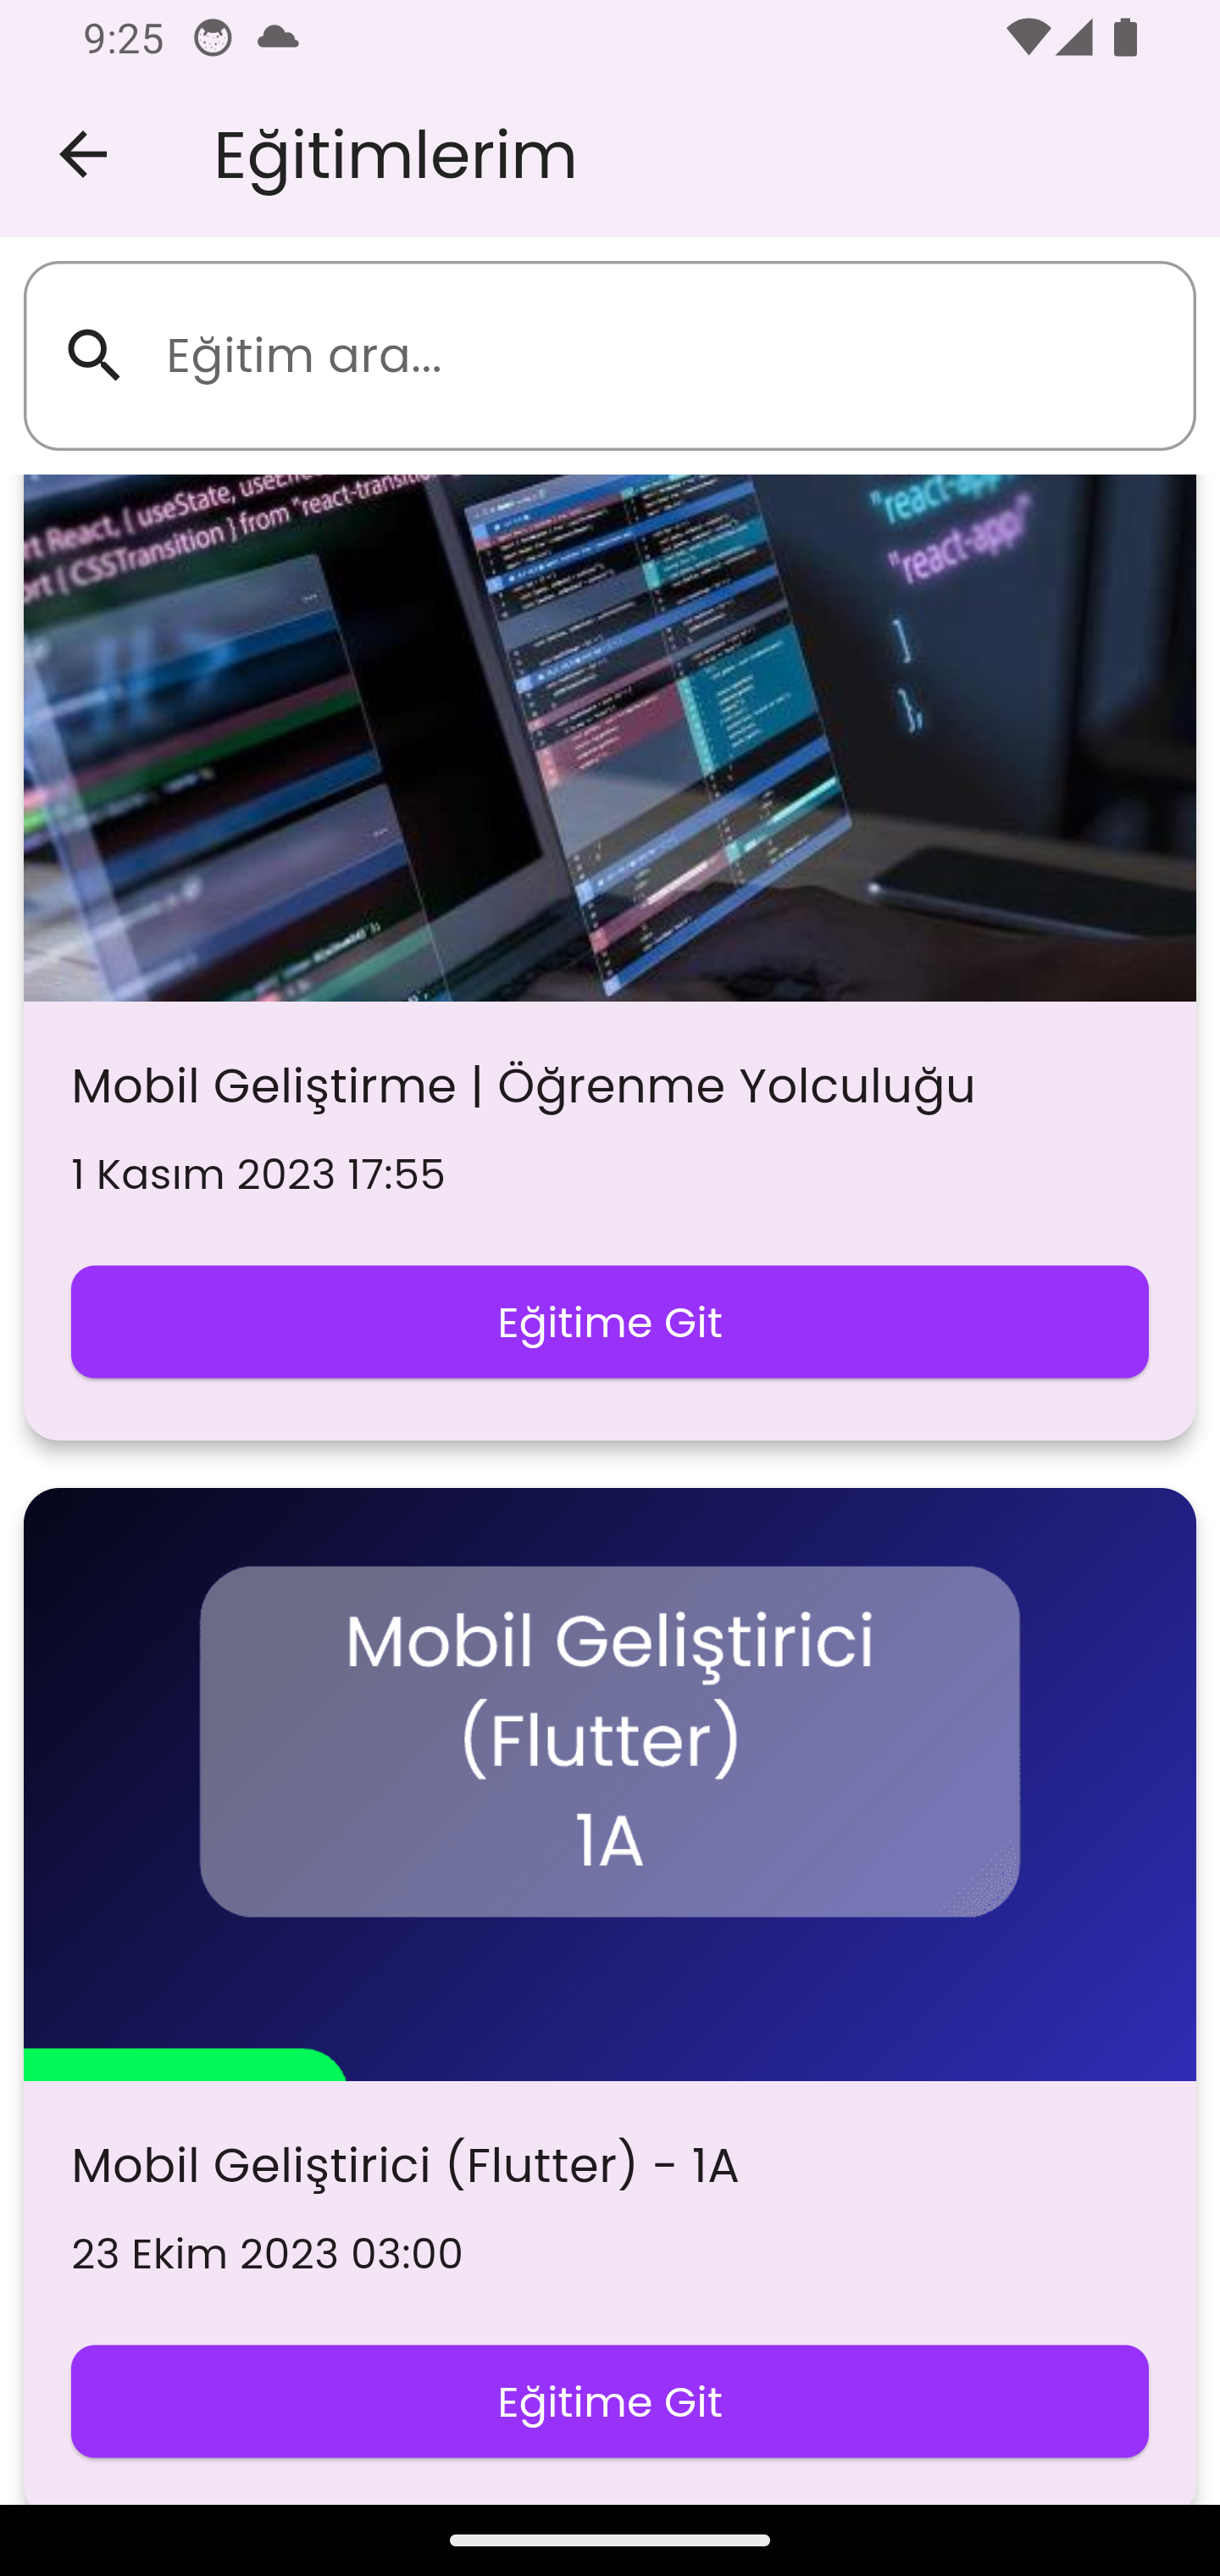 9:25
Eğitimlerim
Eğitim ara...
rt React, { useState, useE
ort { CSSTransition } from "react-transition
"react-app",
"react-app/
]
},
Mobil Geliştirme | Öğrenme Yolculuğu
1 Kasım 2023 17:55
Eğitime Git
Mobil Geliştirici
(Flutter)
1A
Mobil Geliştirici (Flutter) - 1A
23 Ekim 2023 03:00
Eğitime Git